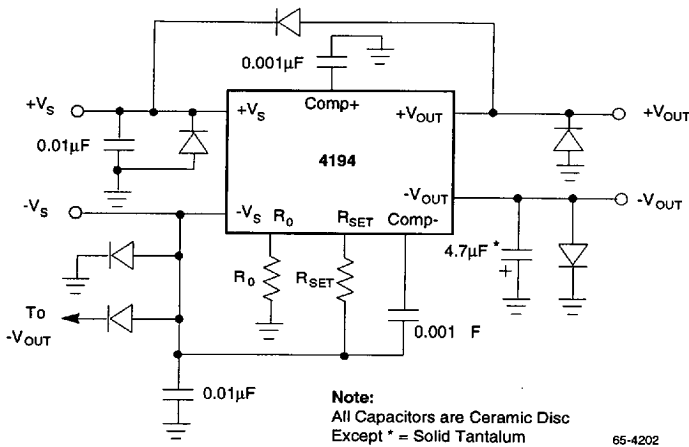 0.001µF
+VS
Comp+
+VS
+VOUT
+VOUT
0.01µF
4194
-VS
-VS
R0
RSET
Comp-
-VOUT
-VOUT
R0
RSET
4.7µF *
+
To
-VOUT
0.001 F
0.01µF
Note:
All Capacitors are Ceramic Disc
Except * = Solid Tantalum
65-4202